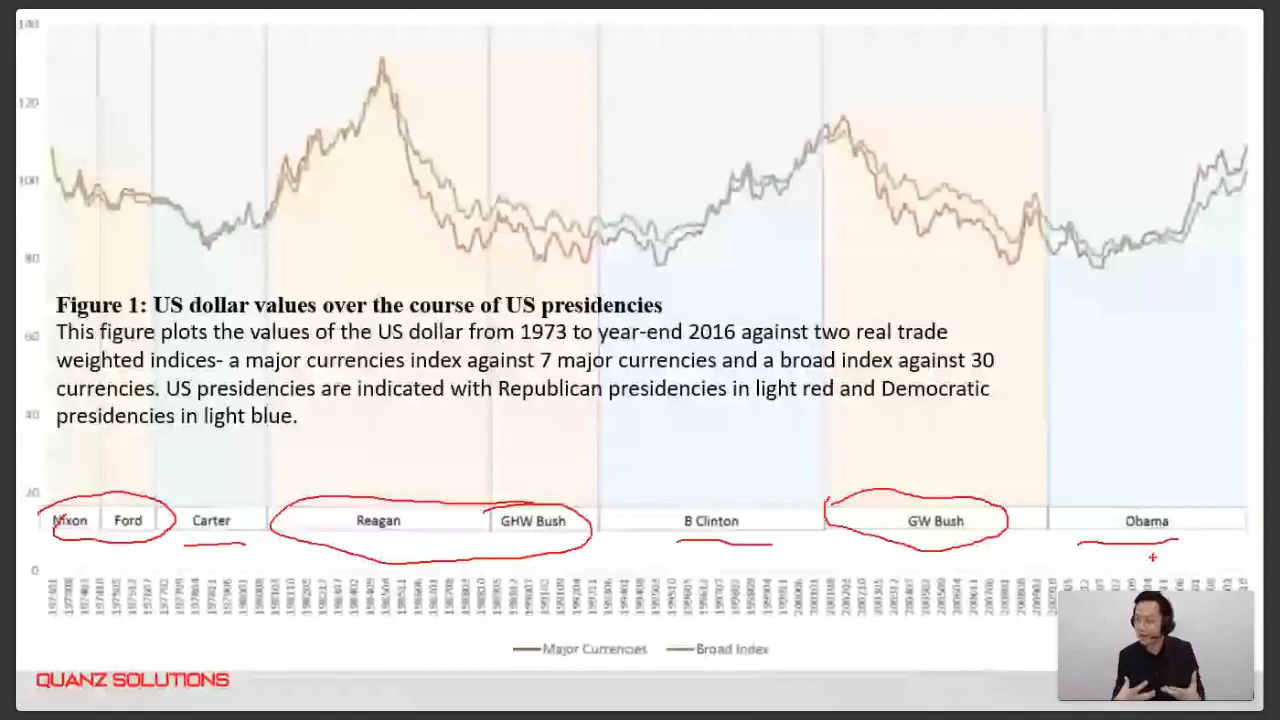 140
120
100
80
Figure 1: US dollar values over the course of US presidencies
This figure plots the values of the US dollar from 1973 to year-end 2016 against two real trade
60
weighted indices- a major currencies index against 7 major currencies and a broad index against 30
currencies. US presidencies are indicated with Republican presidencies in light red and Democratic
40
presidencies in light blue.
20
Nixon Ford Carter Reagan GHW Bush B Clinton GW Bush Obama
0
Major Currencies Broad Index
QUANZ SOLUTIONS